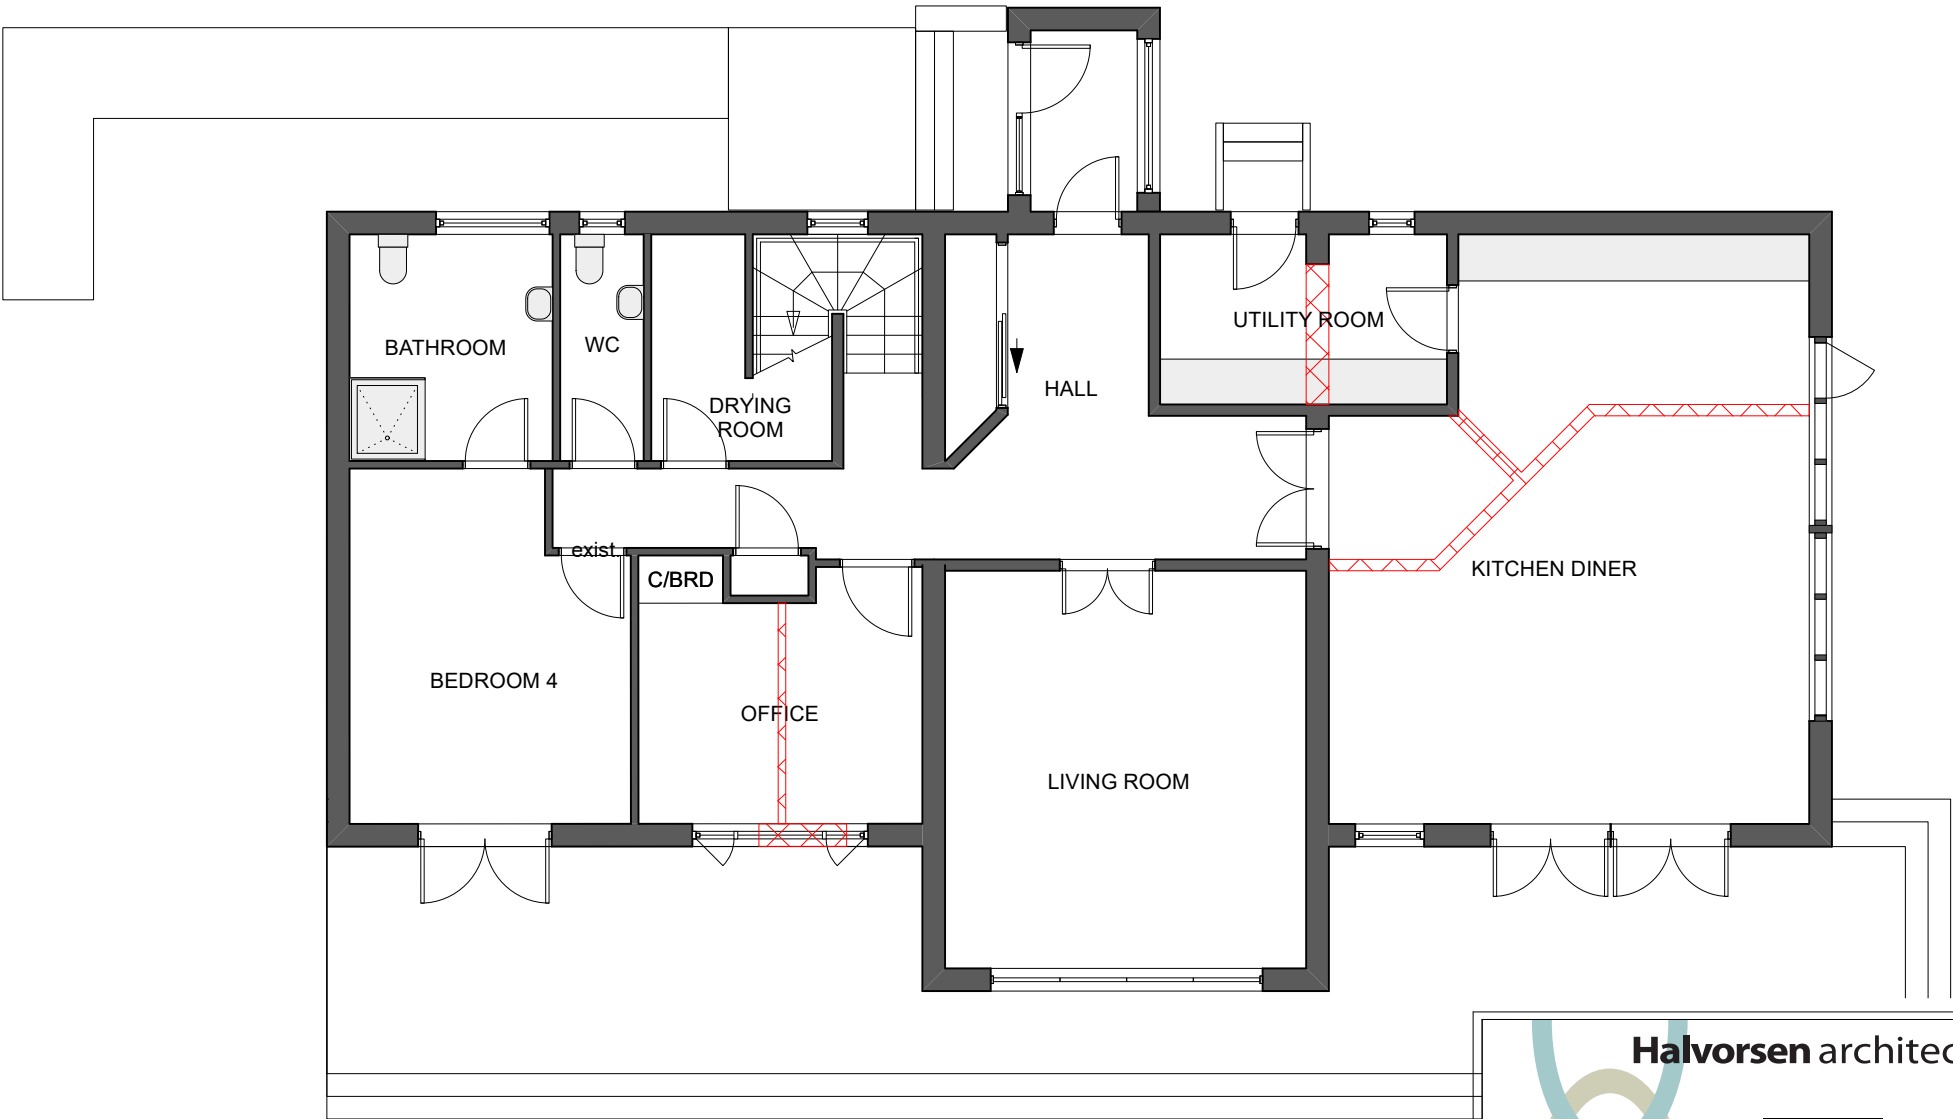 UTILITY ROOM
BATHROOM
WC
HALL
DRYING
ROOM
exist.
C/BRD
KITCHEN DINER
BEDROOM 4
OFFICE
LIVING ROOM
Halvorsen architec